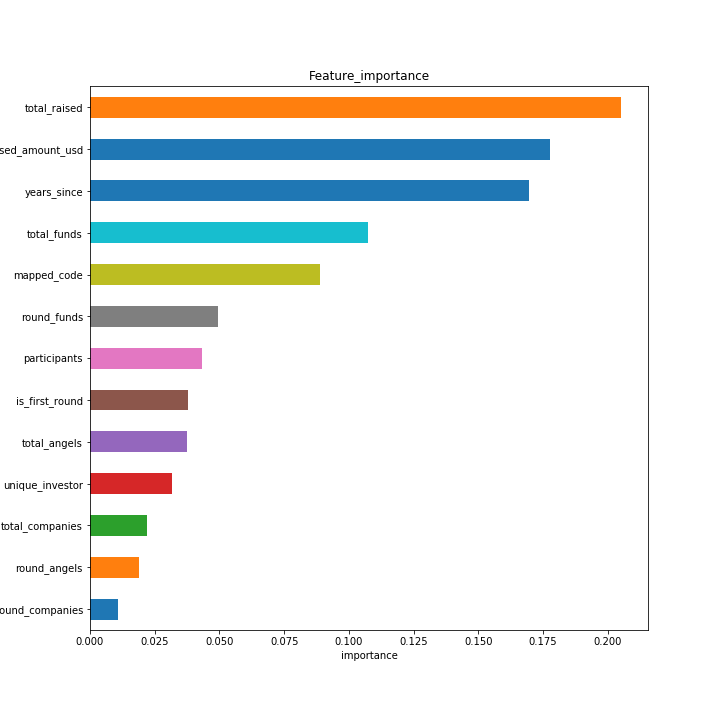 Feature_importance
total_raised
sed_amount_usd
years_since
total_funds
mapped_code
round_funds
participants
is_first_round
total_angels
unique_investor
total_companies
round_angels
ound_companies
0.000 0.025 0.050 0.075 0.100 0.125 0.150 0.175 0.200
importance